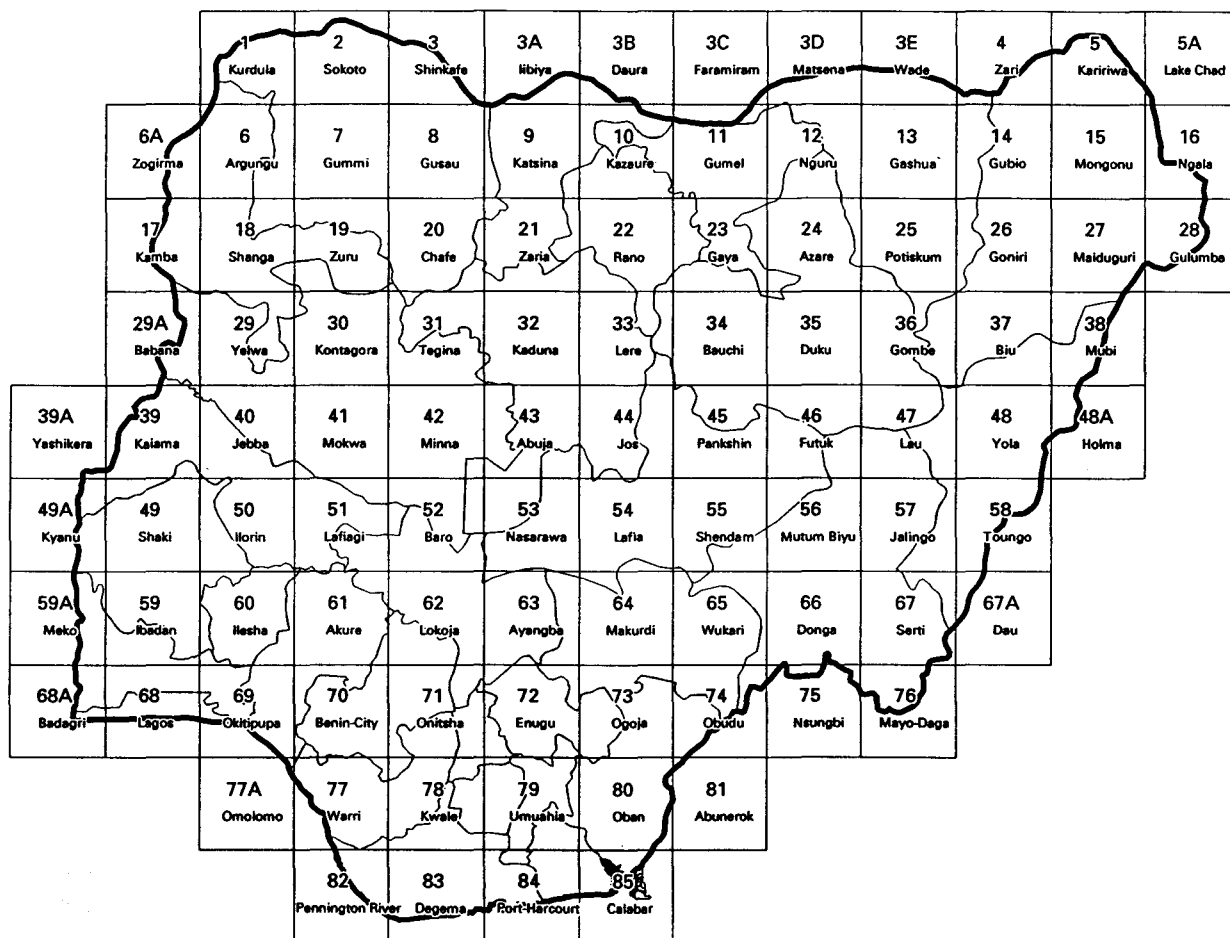 1 2 3 3A 3B 3C 3D 3E 4 5 5A
Kurdula Sokoto Shinkafe Iibiya Daura Faramiram Matsena Wade Zari Karirirwa Lake Chad
6A 6 7 8 9 10 11 12 13 14 15 16
Zogirma Argungu Gummi Gusau Katsina Kazaure Gumel Nguru Gashua Gubio Mongonu Ngala
17 18 19 20 21 22 23 24 25 26 27 28
Kamba Shanga Zuru Chafe Zaria Rano Gaya Azare Potiskum Goniri Maiduguri Gulumba
29A 29 30 31 32 33 34 35 36 37 38
Babana Yelwa Kontagora Tegina Kaduna Lere Bauchi Duku Gombe Biu Mubi
39A 39 40 41 42 43 44 45 46 47 48 48A
Yashikera Kaiama Jebba Mokwa Minna Abuja Jos Pankshin Futuk Lau Yola Holma
49A 49 50 51 52 53 54 55 56 57 58
Kyanu Shaki Ilorin Lafiagi Baro Nasarawa Lafia Shendam Mutum Biyu Jalingo Toungo
59A 59 60 61 62 63 64 65 66 67 67A
Meko Ibadan Ilesha Akure Lokoja Ayangba Makurdi Wukari Donga Serti Dau
68A 68 69 70 71 72 73 74 75 76
Badagri Lagos Okitipupa Benin-City Onitsha Enugu Ogoja Obudu Nsungbi Mayo-Daga
77A 77 78 79 80 81
Omolomo Warri Kwale Umuahia Oban Abunerok
82 83 84 85
Pennington River Degema Port-Harcourt Calabar